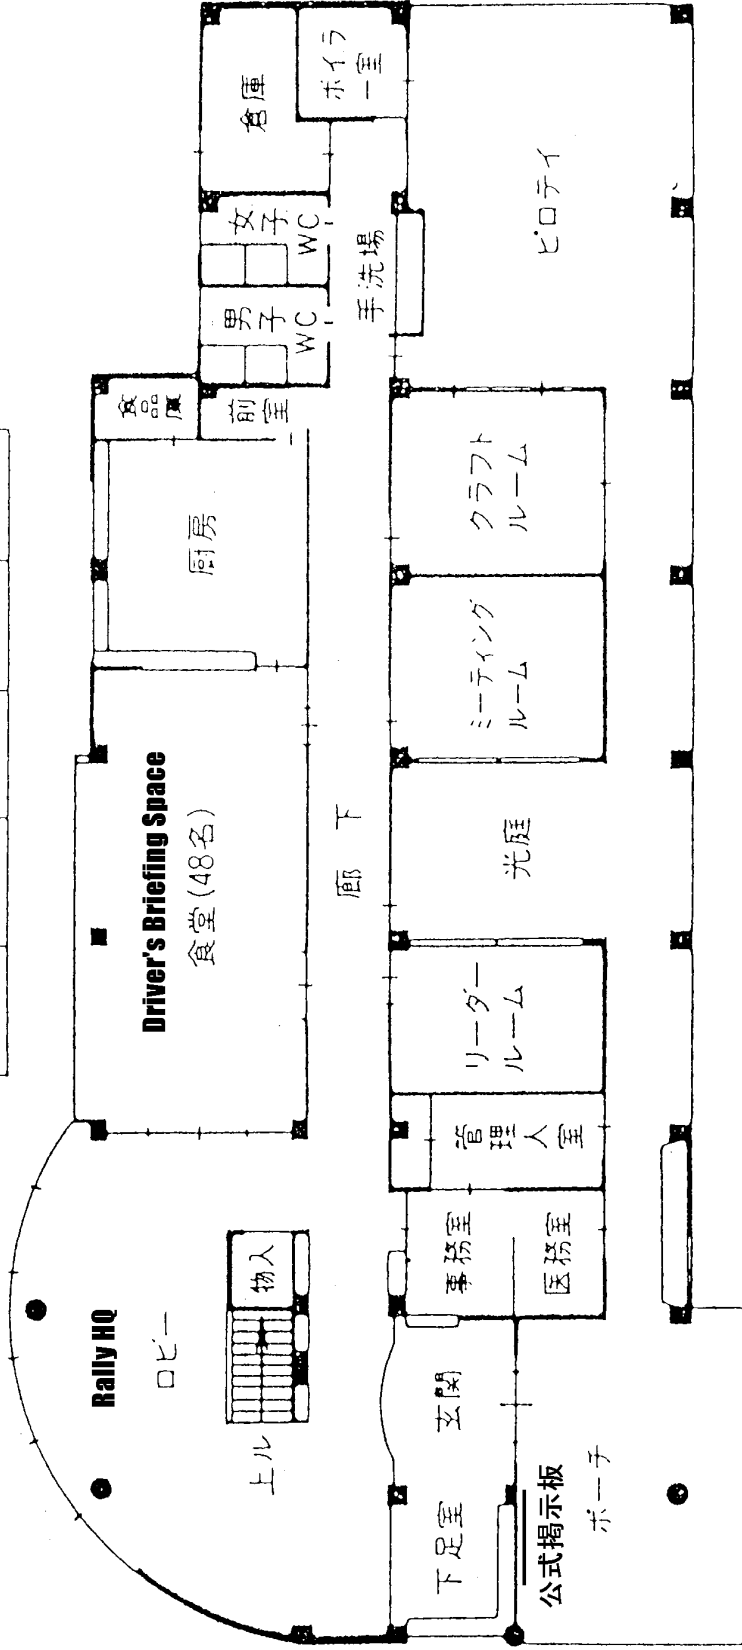 Rally HQ
ロビー
物入
上ル
Driver's Briefing Space
食堂(48名)
厨房
食品庫
前室
男子
WC
女子
WC
倉庫
ボイラ
ー室
廊下
手洗場
下足室
玄関
事務室
医務室
管理人室
リーダー
ルーム
光庭
ミーティング
ルーム
クラフト
ルーム
ピロティ
公式掲示板
ポーチ